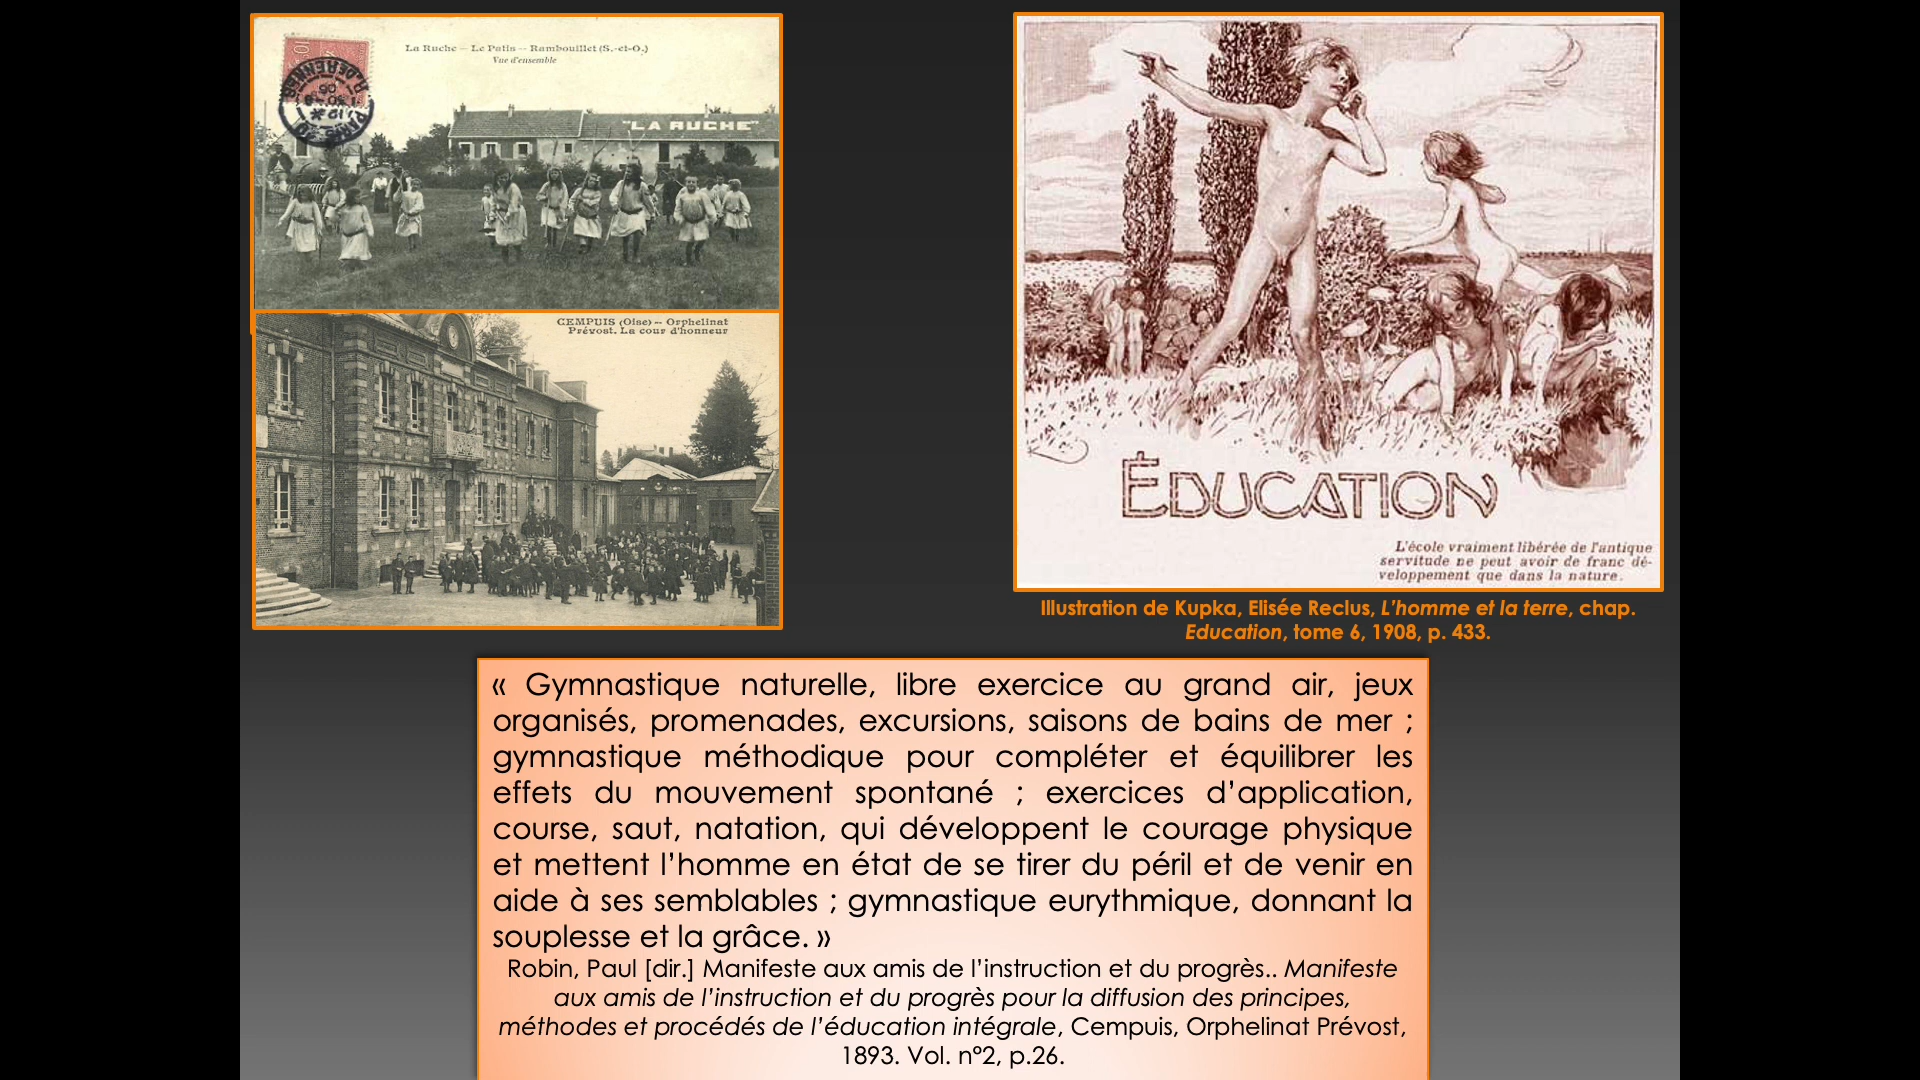 La Ruche — Le Patis — Rambouillet (S.-et-O.)
Vue d'ensemble
"LA RUCHE"
CEMPUIS (Oise) — Orphelinat
Prévost. La cour d'honneur
ÉDUCATION
L'école vraiment libérée de l'antique
servitude ne peut avoir de franc dé-
veloppement que dans la nature.
Illustration de Kupka, Elisée Reclus, L'homme et la terre, chap.
Education, tome 6, 1908, p. 433.
« Gymnastique naturelle, libre exercice au grand air, jeux
organisés, promenades, excursions, saisons de bains de mer ;
gymnastique méthodique pour compléter et équilibrer les
effets du mouvement spontané ; exercices d’application,
course, saut, natation, qui développent le courage physique
et mettent l’homme en état de se tirer du péril et de venir en
aide à ses semblables ; gymnastique eurythmique, donnant la
souplesse et la grâce. »
Robin, Paul [dir.] Manifeste aux amis de l’instruction et du progrès.. Manifeste
aux amis de l’instruction et du progrès pour la diffusion des principes,
méthodes et procédés de l’éducation intégrale, Cempuis, Orphelinat Prévost,
1893. Vol. n°2, p.26.